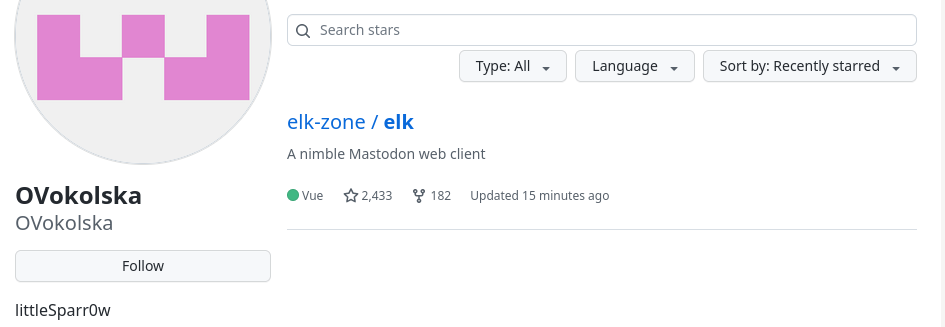 Search stars
Type: All
Language
Sort by: Recently starred
elk-zone / elk
A nimble Mastodon web client
Vue 2,433 182 Updated 15 minutes ago
OVokolska
OVokolska
Follow
littleSparr0w